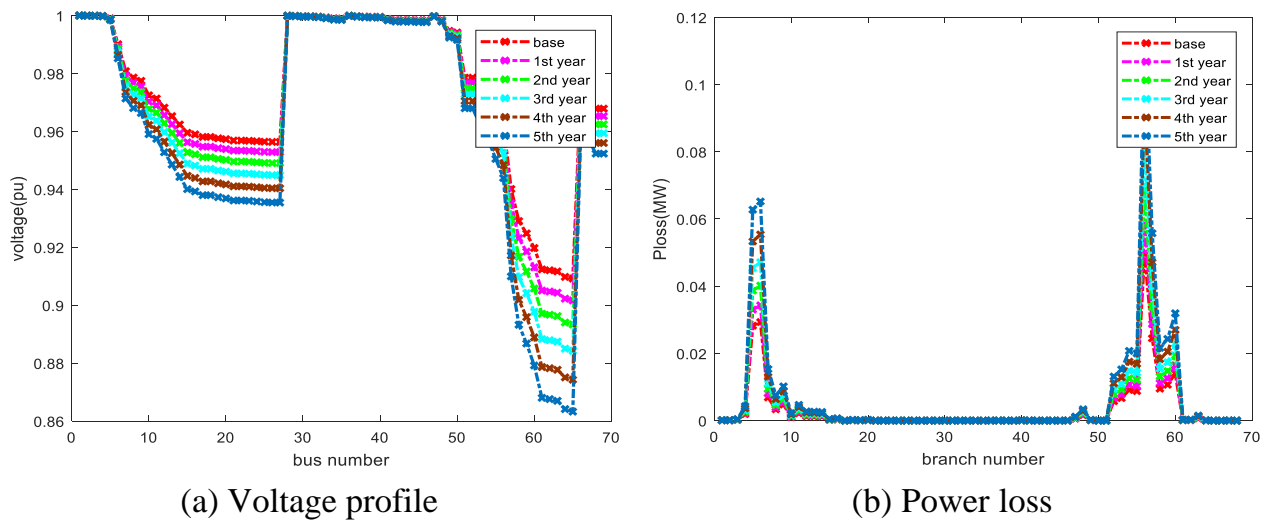 1
0.98
0.96
0.94
0.92
0.9
0.88
0.86
0 10 20 30 40 50 60 70
voltage(pu)
bus number
base
1st year
2nd year
3rd year
4th year
5th year
(a) Voltage profile
0.12
0.1
0.08
0.06
0.04
0.02
0
0 10 20 30 40 50 60 70
Ploss(MW)
branch number
base
1st year
2nd year
3rd year
4th year
5th year
(b) Power loss